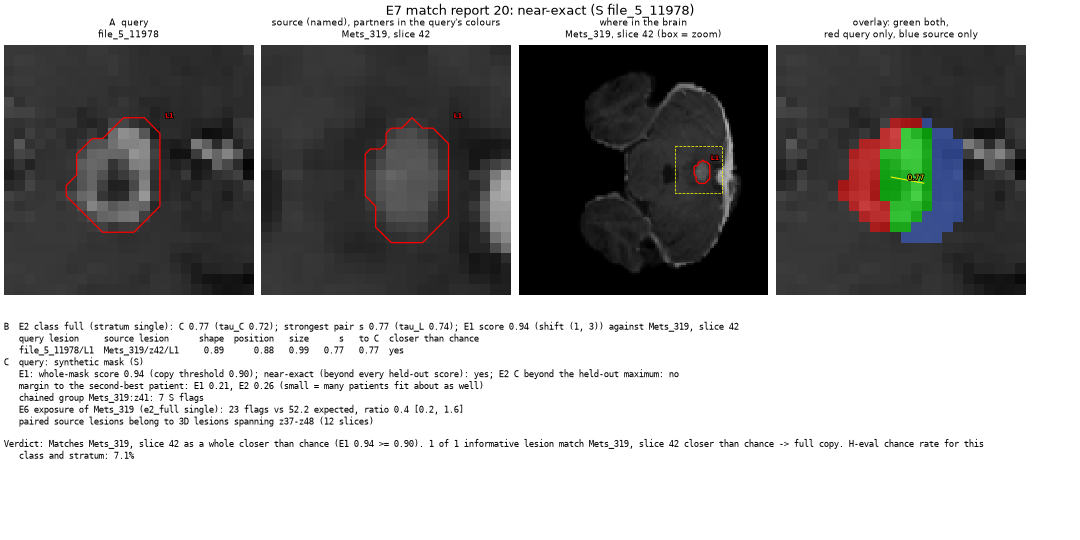 E7 match report 20: near-exact (S file_5_11978)
A query
file_5_11978
source (named), partners in the query's colours
Mets_319, slice 42
where in the brain
Mets_319, slice 42 (box = zoom)
overlay: green both,
red query only, blue source only
L1
L1
L1
0.77
B E2 class full (stratum single): C 0.77 (tau_C 0.72); strongest pair s 0.77 (tau_L 0.74); E1 score 0.94 (shift (1, 3)) against Mets_319, slice 42
query lesion source lesion shape position size s to C closer than chance
file_5_11978/L1 Mets_319/z42/L1 0.89 0.88 0.99 0.77 0.77 yes
C query: synthetic mask (S)
E1: whole-mask score 0.94 (copy threshold 0.90); near-exact (beyond every held-out score): yes; E2 C beyond the held-out maximum: no
margin to the second-best patient: E1 0.21, E2 0.26 (small = many patients fit about as well)
chained group Mets_319:z41: 7 S flags
E6 exposure of Mets_319 (e2_full single): 23 flags vs 52.2 expected, ratio 0.4 [0.2, 1.6]
paired source lesions belong to 3D lesions spanning z37-z48 (12 slices)
Verdict: Matches Mets_319, slice 42 as a whole closer than chance (E1 0.94 >= 0.90). 1 of 1 informative lesion match Mets_319, slice 42 closer than chance -> full copy. H-eval chance rate for this
class and stratum: 7.1%